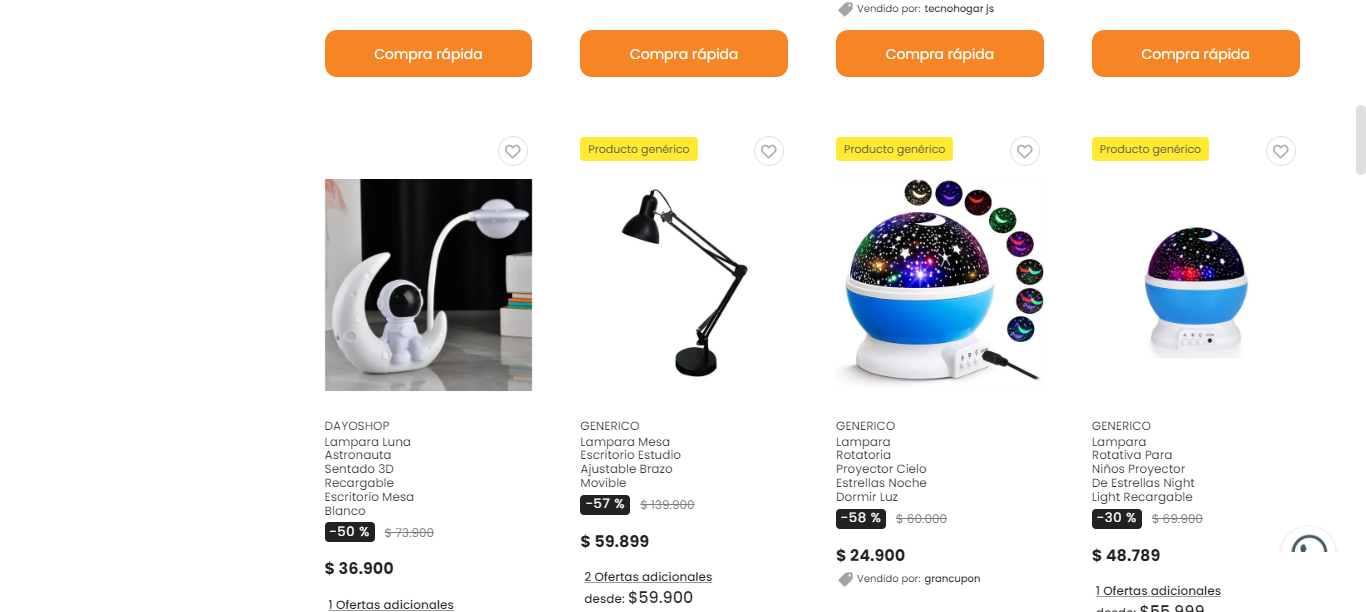 Vendido por: tecnohogar js
Compra rápida
Compra rápida
Compra rápida
Compra rápida
Producto genérico
Producto genérico
Producto genérico
DAYOSHOP
Lampara Luna
Astronauta
Sentado 3D
Recargable
Escritorio Mesa
Blanco
-50 % $ 73.900
$ 36.900
1 Ofertas adicionales
GENERICO
Lampara Mesa
Escritorio Estudio
Ajustable Brazo
Movible
-57 % $ 139.900
$ 59.899
2 Ofertas adicionales
desde: $59.900
GENERICO
Lampara
Rotatoria
Proyector Cielo
Estrellas Noche
Dormir Luz
-58 % $ 60.000
$ 24.900
Vendido por: grancupon
GENERICO
Lampara
Rotativa Para
Niños Proyector
De Estrellas Night
Light Recargable
-30 % $ 69.900
$ 48.789
1 Ofertas adicionales
desde: $55.999